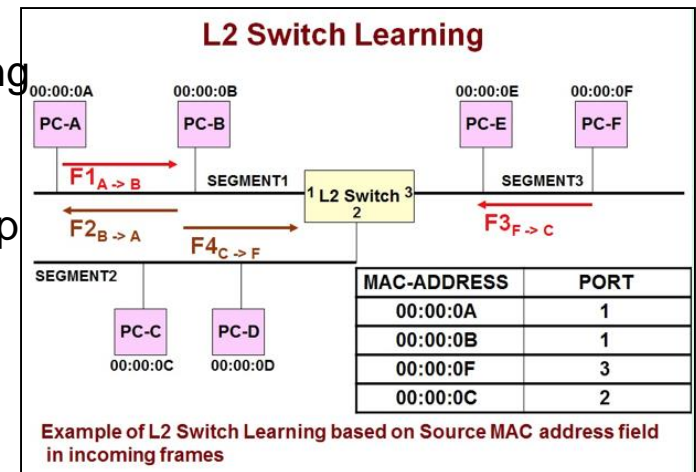 L2 Switch Learning
ng
p
00:00:0A 00:00:0B 00:00:0E 00:00:0F
PC-A PC-B PC-E PC-F
F1A -> B SEGMENT1 1 L2 Switch 3 SEGMENT3
2
F2B -> A F4C -> F F3F -> C
SEGMENT2
PC-C PC-D
00:00:0C 00:00:0D
MAC-ADDRESS PORT
00:00:0A 1
00:00:0B 1
00:00:0F 3
00:00:0C 2
Example of L2 Switch Learning based on Source MAC address field
in incoming frames